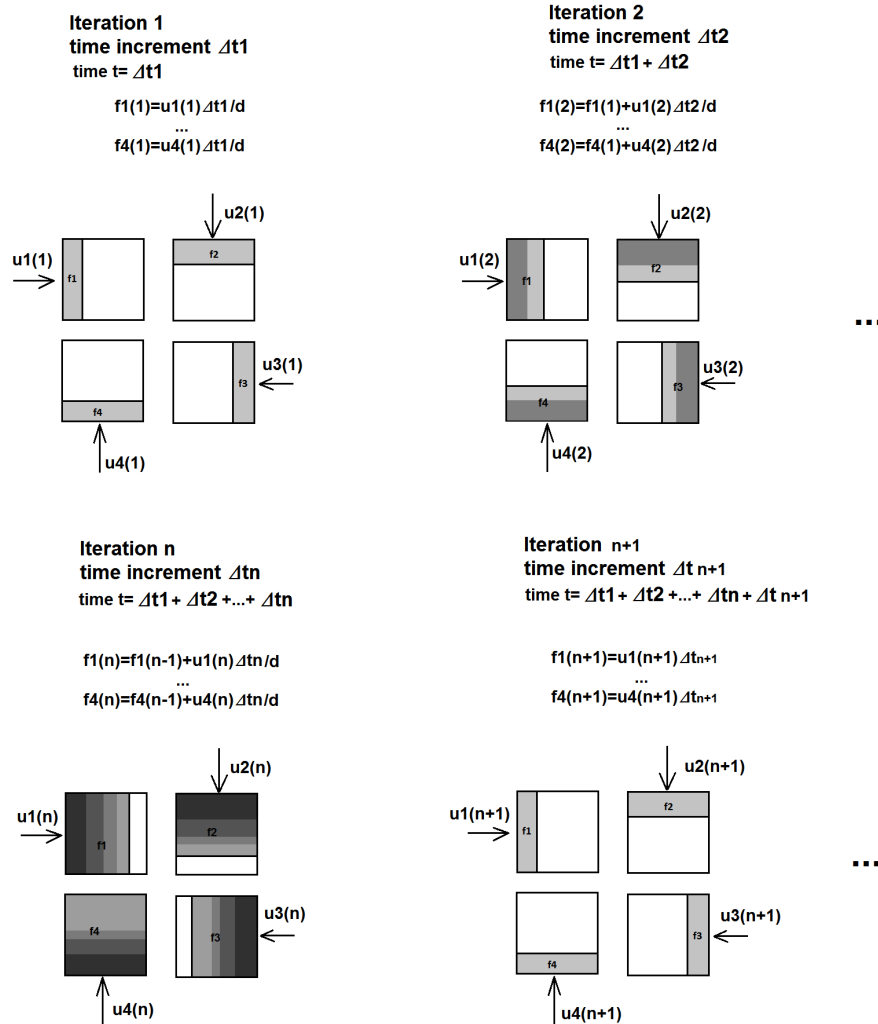 Iteration 1
time increment Δt1
time t= Δt1
f1(1)=u1(1)Δt1/d
...
f4(1)=u4(1)Δt1/d
u2(1)
u1(1)
f1
f2
u3(1)
f3
f4
u4(1)
Iteration 2
time increment Δt2
time t= Δt1+ Δt2
f1(2)=f1(1)+u1(2)Δt2/d
...
f4(2)=f4(1)+u4(2)Δt2/d
u2(2)
u1(2)
f1
f2
u3(2)
f3
f4
u4(2)
...
Iteration n
time increment Δtn
time t= Δt1+ Δt2 +...+ Δtn
f1(n)=f1(n-1)+u1(n)Δtn/d
...
f4(n)=f4(n-1)+u4(n)Δtn/d
u2(n)
u1(n)
f1
f2
u3(n)
f4
f3
u4(n)
Iteration n+1
time increment Δt n+1
time t= Δt1+ Δt2 +...+ Δtn+ Δt n+1
f1(n+1)=u1(n+1)Δtn+1
...
f4(n+1)=u4(n+1)Δtn+1
u2(n+1)
u1(n+1)
f1
f2
u3(n+1)
f3
f4
u4(n+1)
...